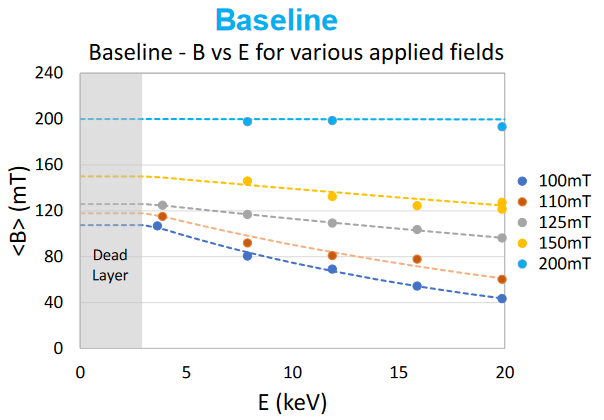 Baseline
Baseline - B vs E for various applied fields
240
200
160
120
80
40
0
<B> (mT)
Dead
Layer
0 5 10 15 20
E (keV)
100mT
110mT
125mT
150mT
200mT